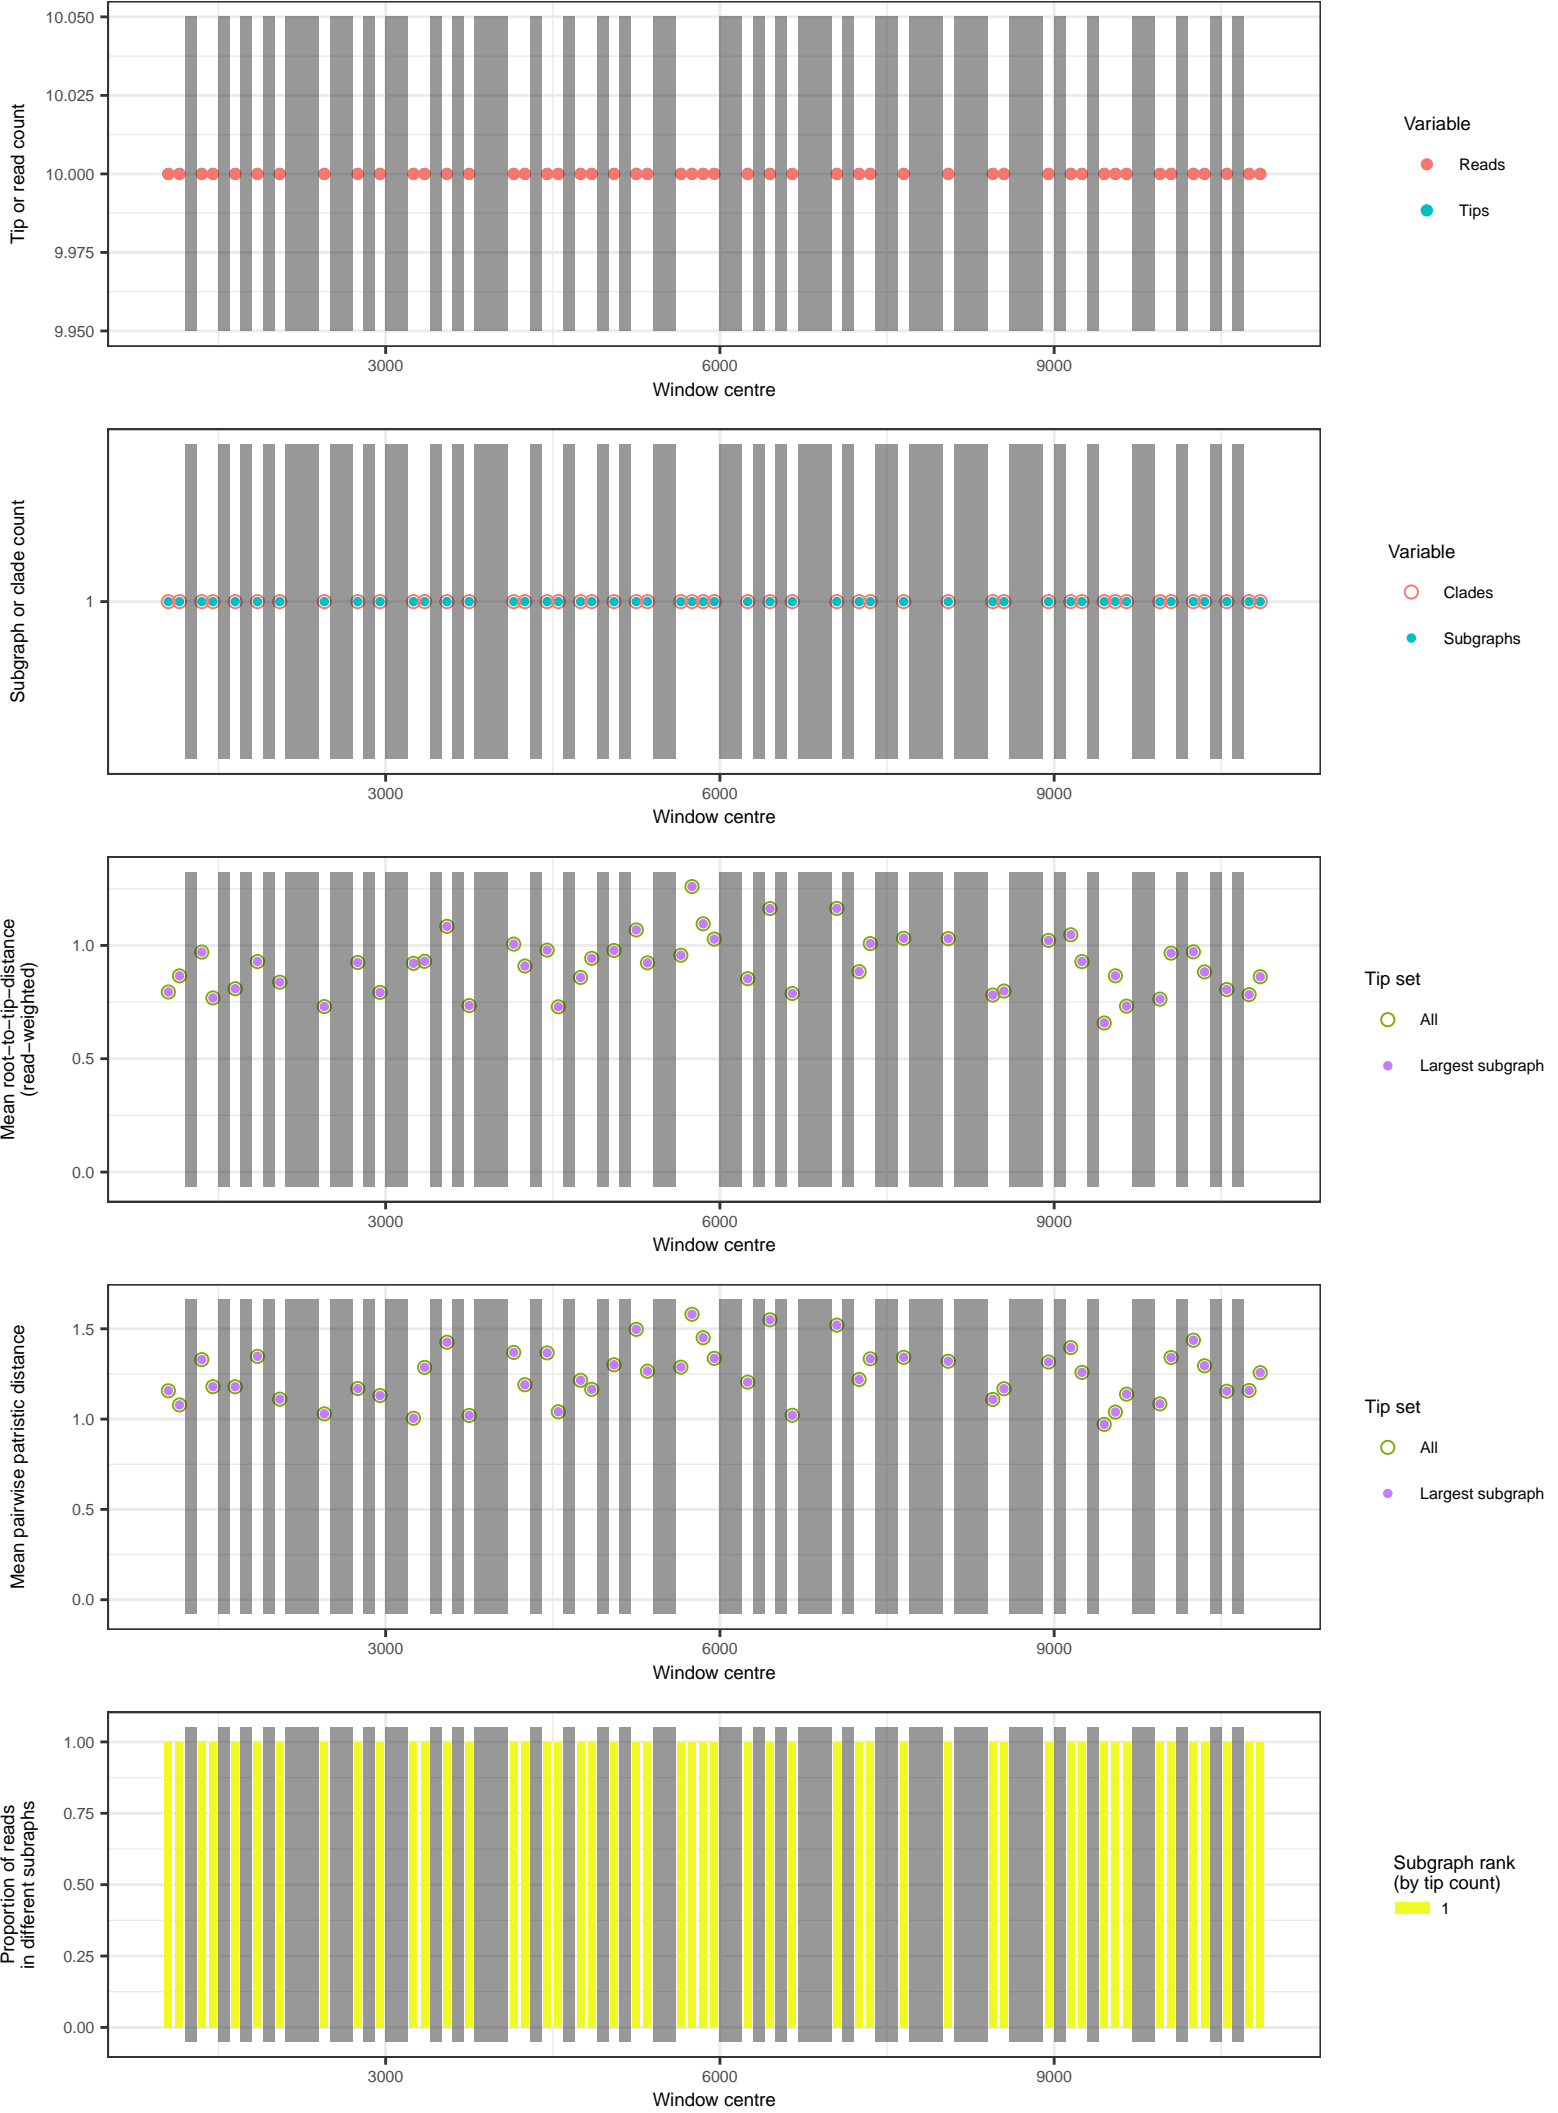 Tip or read count
10.050
10.025
10.000
9.975
9.950
3000 6000 9000
Window centre
Variable
Reads
Tips
Subgraph or clade count
1
3000 6000 9000
Window centre
Variable
Clades
Subgraphs
Mean root−to−tip−distance
(read−weighted)
1.0
0.5
0.0
3000 6000 9000
Window centre
Tip set
All
Largest subgraph
Mean pairwise patristic distance
1.5
1.0
0.5
0.0
3000 6000 9000
Window centre
Tip set
All
Largest subgraph
Proportion of reads
in different subraphs
1.00
0.75
0.50
0.25
0.00
3000 6000 9000
Window centre
Subgraph rank
(by tip count)
1